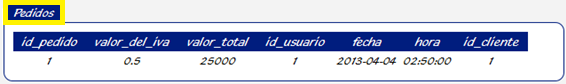 Pedidos
id_pedido valor_del_iva valor_total id_usuario fecha hora id_cliente
1 0.5 25000 1 2013-04-04 02:50:00 1